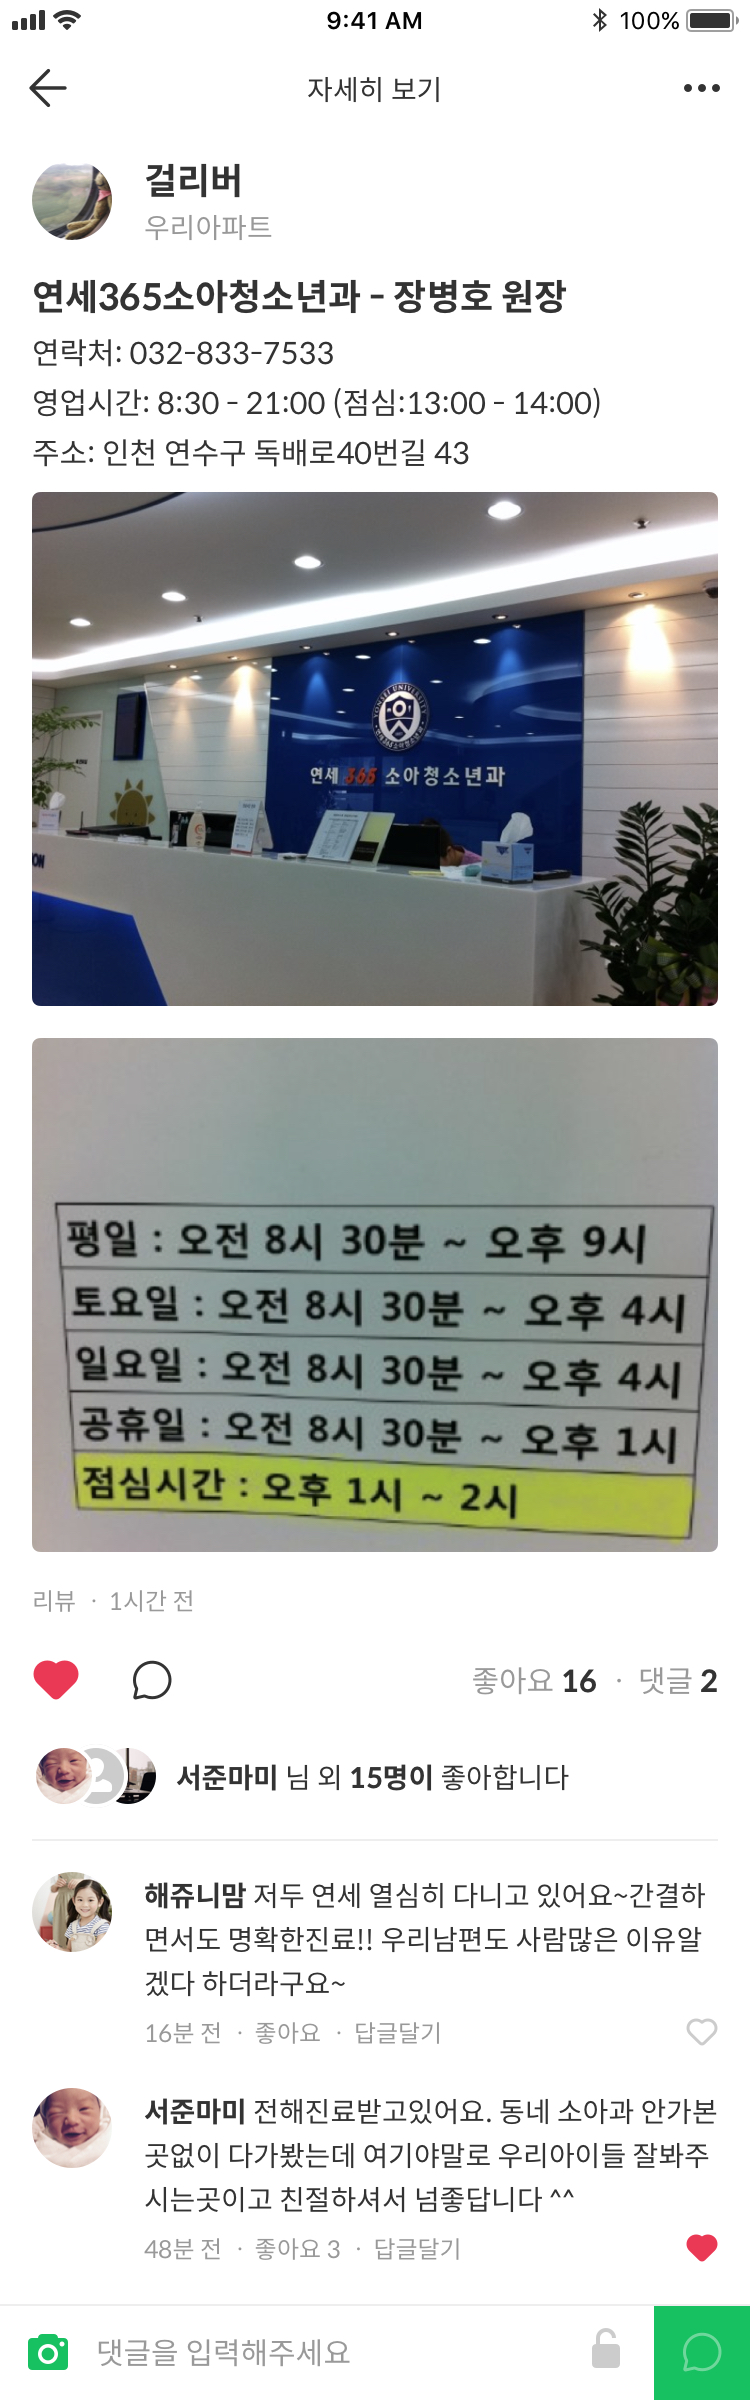 9:41 AM
100%
자세히 보기
걸리버
우리아파트
연세365소아청소년과 - 장병호 원장
연락처: 032-833-7533
영업시간: 8:30 - 21:00 (점심:13:00 - 14:00)
주소: 인천 연수구 독배로40번길 43
YONSEI UNIVERSITY
연세 365 소아청소년과
평일 : 오전 8시 30분 ~ 오후 9시
토요일 : 오전 8시 30분 ~ 오후 4시
일요일 : 오전 8시 30분 ~ 오후 4시
공휴일 : 오전 8시 30분 ~ 오후 1시
점심시간 : 오후 1시 ~ 2시
리뷰 · 1시간 전
좋아요 16 · 댓글 2
서준마미 님 외 15명이 좋아합니다
해쥬니맘 저두 연세 열심히 다니고 있어요~간결하
면서도 명확한진료!! 우리남편도 사람많은 이유알
겠다 하더라구요~
16분 전 · 좋아요 · 답글달기
서준마미 전해진료받고있어요. 동네 소아과 안가본
곳없이 다가봤는데 여기야말로 우리아이들 잘봐주
시는곳이고 친절하셔서 넘좋답니다 ^^
48분 전 · 좋아요 3 · 답글달기
댓글을 입력해주세요